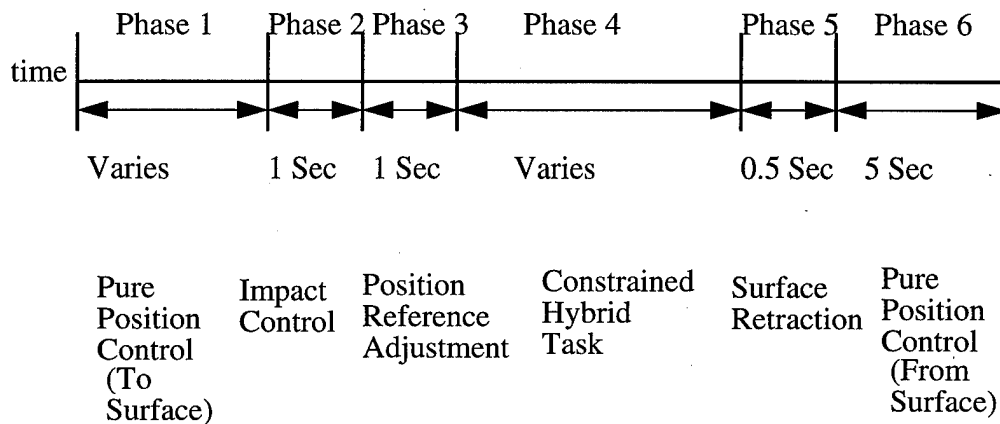 Phase 1 Phase 2 Phase 3 Phase 4 Phase 5 Phase 6
time
Varies 1 Sec 1 Sec Varies 0.5 Sec 5 Sec
Pure
Position
Control
(To
Surface)
Impact
Control
Position
Reference
Adjustment
Constrained
Hybrid
Task
Surface
Retraction
Pure
Position
Control
(From
Surface)